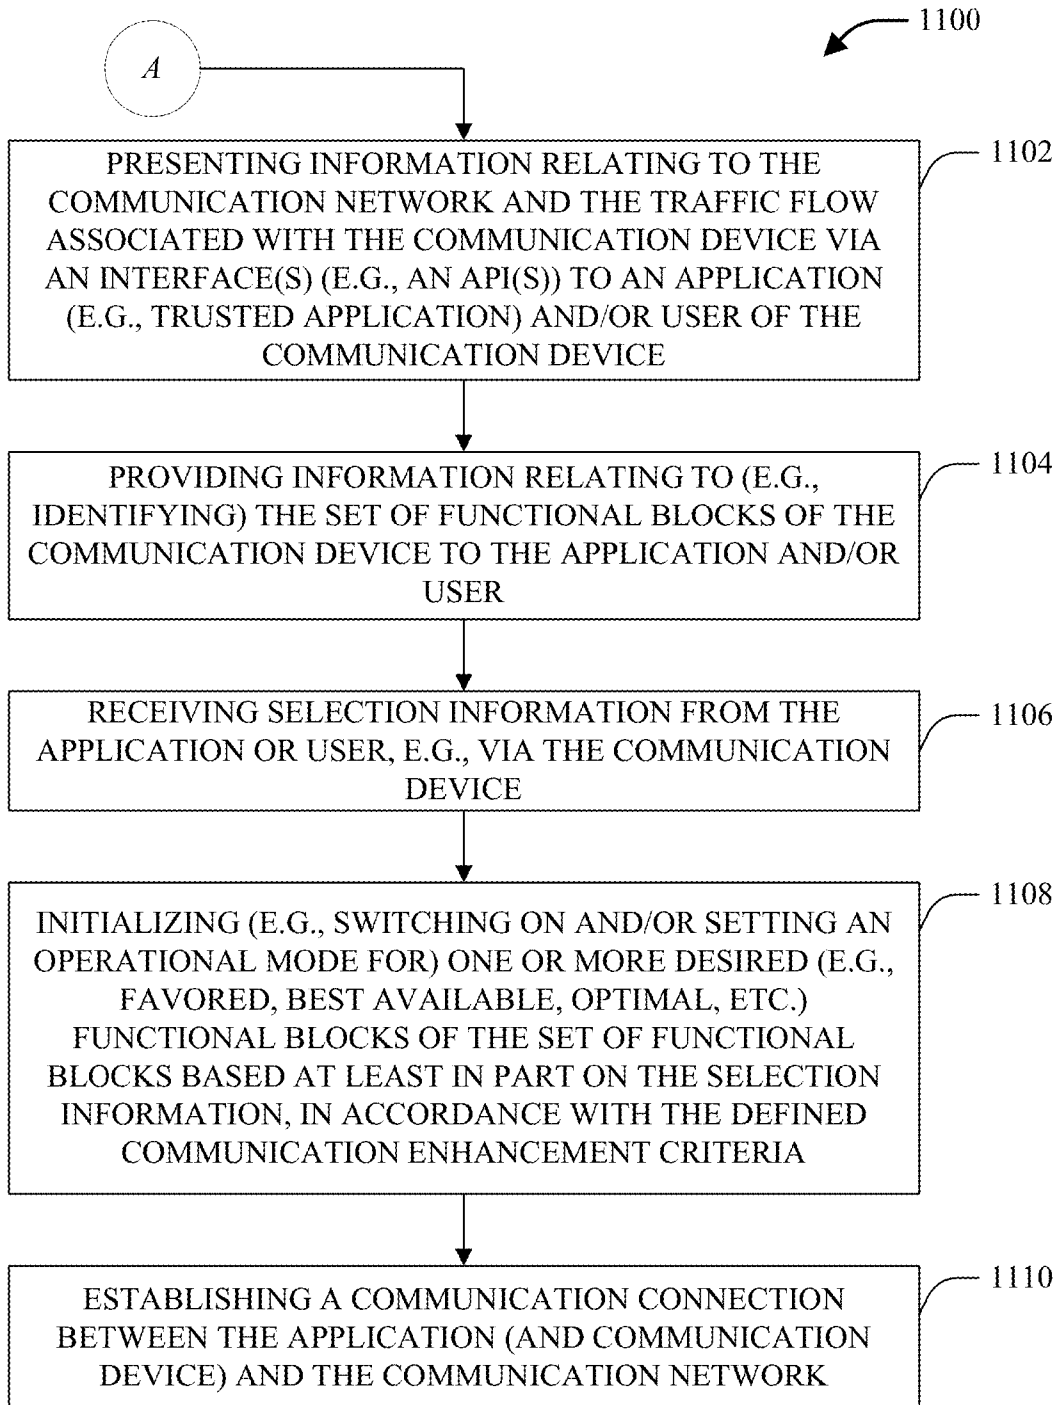 1100
A
PRESENTING INFORMATION RELATING TO THE
COMMUNICATION NETWORK AND THE TRAFFIC FLOW
ASSOCIATED WITH THE COMMUNICATION DEVICE VIA
AN INTERFACE(S) (E.G., AN API(S)) TO AN APPLICATION
(E.G., TRUSTED APPLICATION) AND/OR USER OF THE
COMMUNICATION DEVICE
1102
PROVIDING INFORMATION RELATING TO (E.G.,
IDENTIFYING) THE SET OF FUNCTIONAL BLOCKS OF THE
COMMUNICATION DEVICE TO THE APPLICATION AND/OR
USER
1104
RECEIVING SELECTION INFORMATION FROM THE
APPLICATION OR USER, E.G., VIA THE COMMUNICATION
DEVICE
1106
INITIALIZING (E.G., SWITCHING ON AND/OR SETTING AN
OPERATIONAL MODE FOR) ONE OR MORE DESIRED (E.G.,
FAVORED, BEST AVAILABLE, OPTIMAL, ETC.)
FUNCTIONAL BLOCKS OF THE SET OF FUNCTIONAL
BLOCKS BASED AT LEAST IN PART ON THE SELECTION
INFORMATION, IN ACCORDANCE WITH THE DEFINED
COMMUNICATION ENHANCEMENT CRITERIA
1108
ESTABLISHING A COMMUNICATION CONNECTION
BETWEEN THE APPLICATION (AND COMMUNICATION
DEVICE) AND THE COMMUNICATION NETWORK
1110